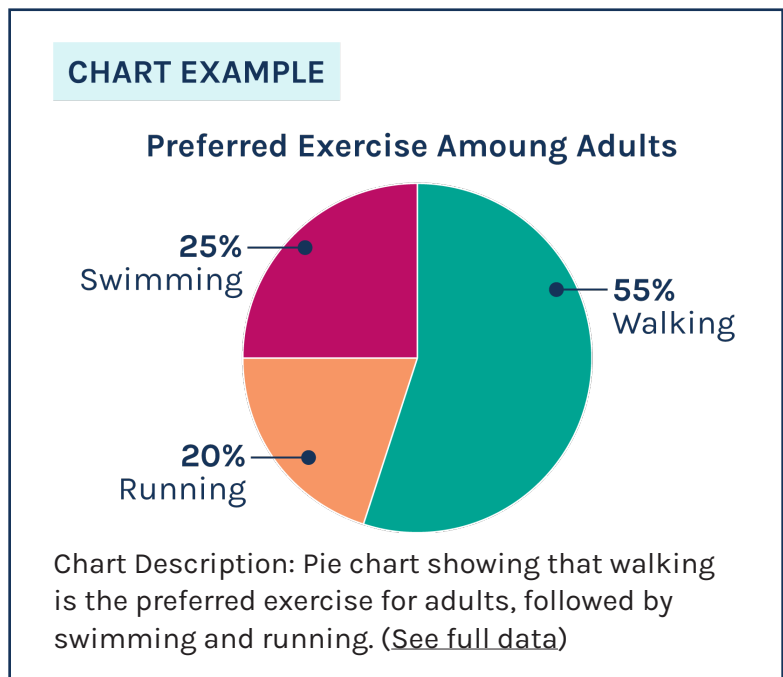 CHART EXAMPLE
Preferred Exercise Amoung Adults
25%
Swimming
55%
Walking
20%
Running
Chart Description: Pie chart showing that walking
is the preferred exercise for adults, followed by
swimming and running. (See full data)